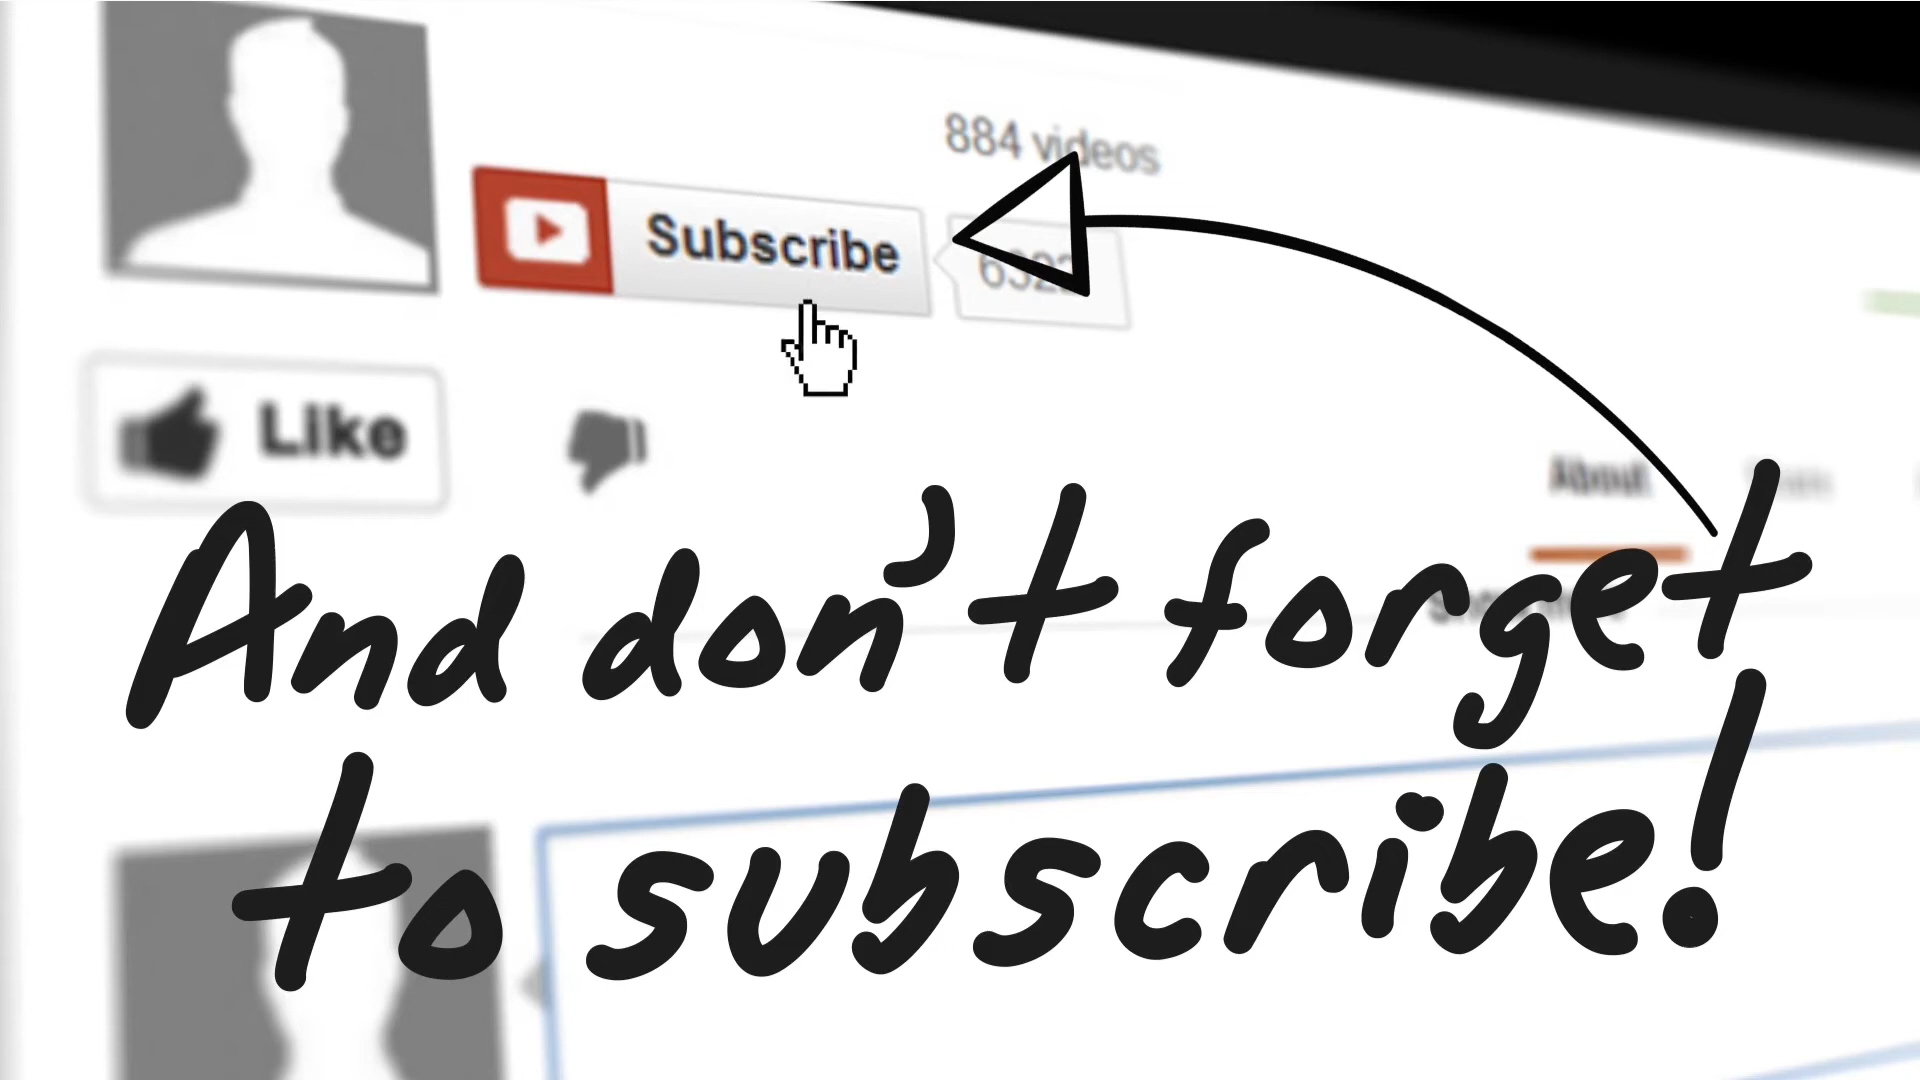 884 videos
Subscribe
Like
About
And don't forget
to subscribe!